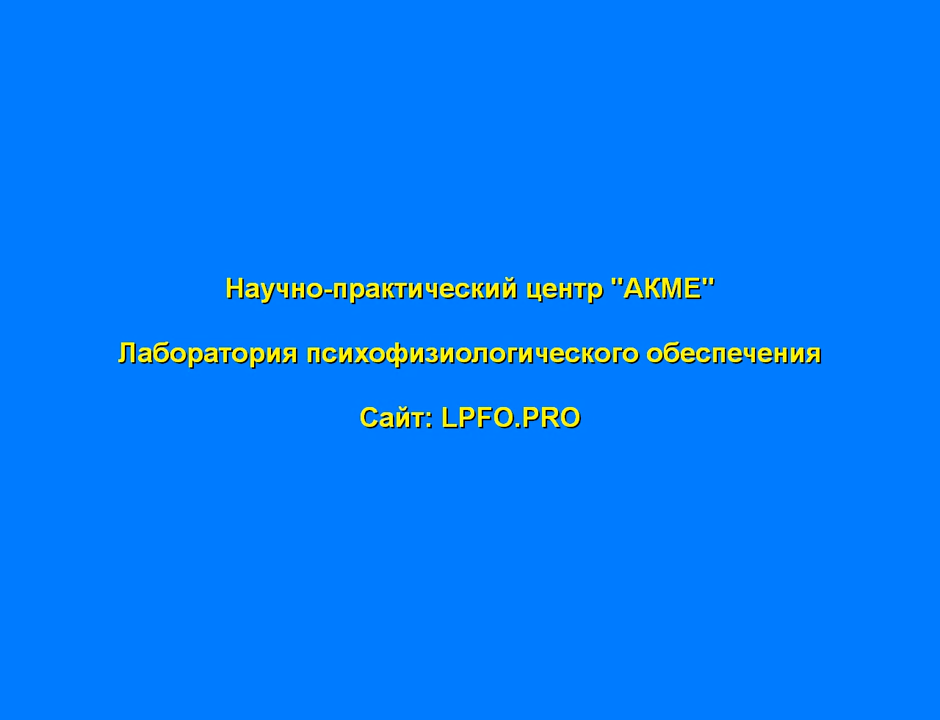 Научно-практический центр "АКМЕ"
Лаборатория психофизиологического обеспечения
Сайт: LPFO.PRO